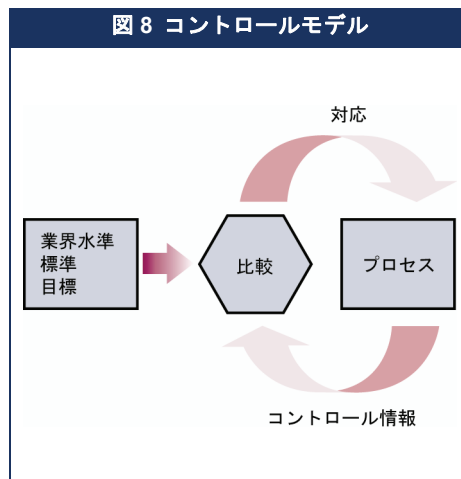 図 8 コントロールモデル
対応
業界水準
標準
目標
比較
プロセス
コントロール情報